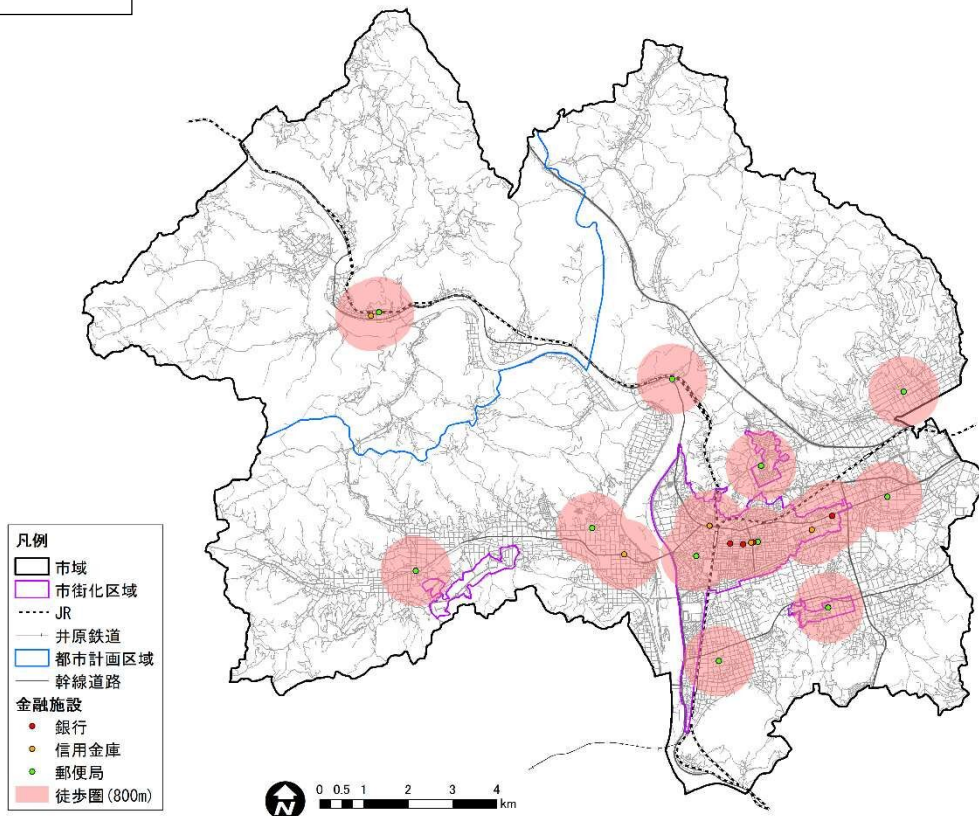 凡例
市域
市街化区域
JR
井原鉄道
都市計画区域
幹線道路
金融施設
銀行
信用金庫
郵便局
徒歩圏(800m)
N
0 0.5 1 2 3 4
km